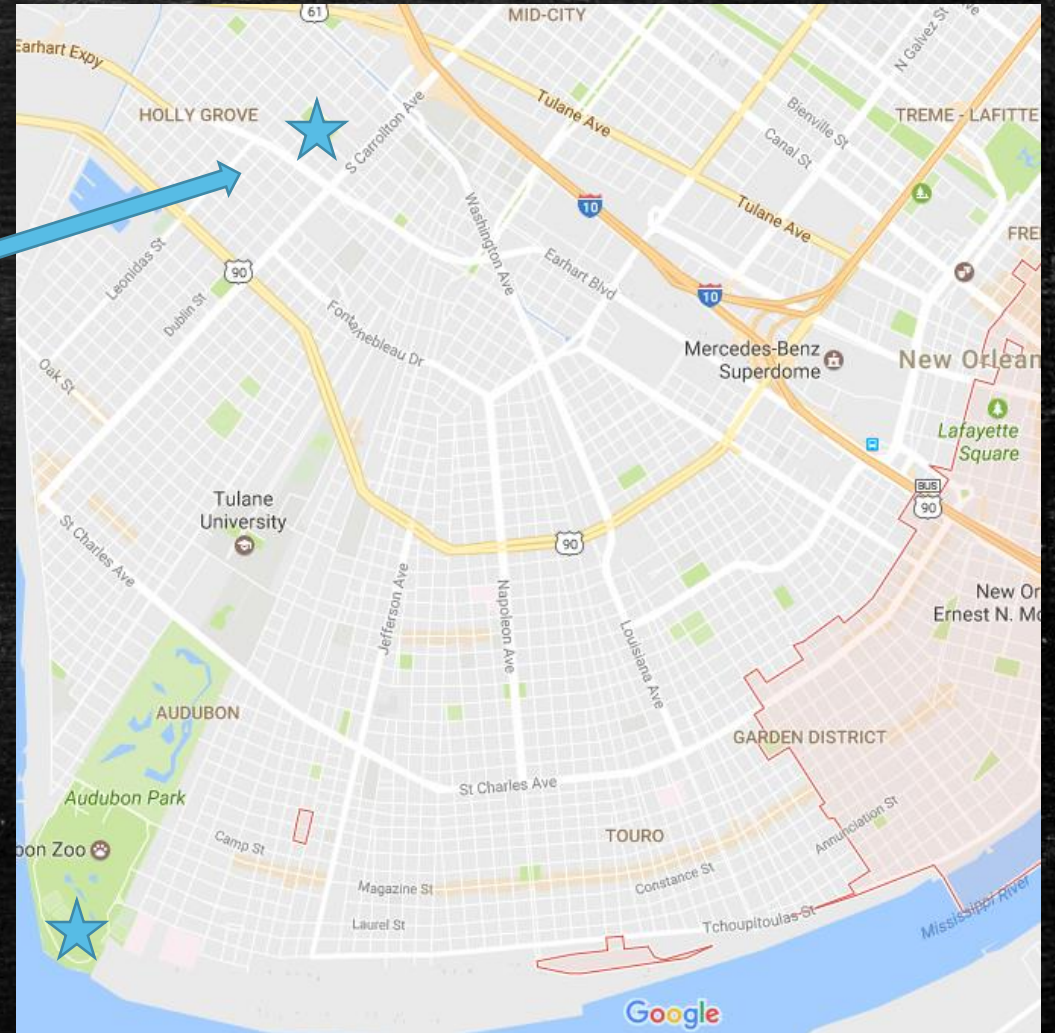 61
MID-CITY
N Galvez St
ve
Earhart Expy
HOLLY GROVE
S Carrollton Ave
Tulane Ave
Bienville St
TREME - LAFITTE
Canal St
10
Washington Ave
Tulane Ave
FRE
Leonidas St
90
Earhart Blvd
10
Dublin St
Fontainebleau Dr
Mercedes-Benz
Superdome
New Orlean
Oak St
Lafayette
Square
BUS
90
Tulane
University
St Charles Ave
90
Jefferson Ave
Napoleon Ave
Louisiana Ave
New Or
Ernest N. Mo
AUDUBON
GARDEN DISTRICT
Audubon Park
St Charles Ave
Annunciation St
bon Zoo
Camp St
TOURO
Magazine St
Constance St
Laurel St
Tchoupitoulas St
Mississippi River
Google